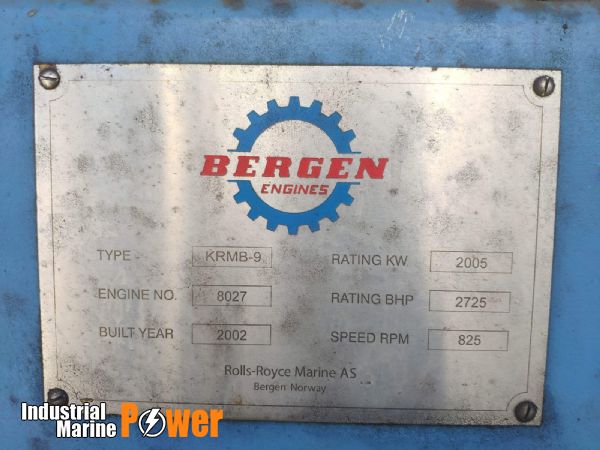 BERGEN
ENGINES
TYPE - KRMB-9
ENGINE NO. 8027
BUILT YEAR 2002
RATING KW 2005
RATING BHP 2725
SPEED RPM 825
Rolls-Royce Marine AS
Bergen Norway
Industrial
Marine Power